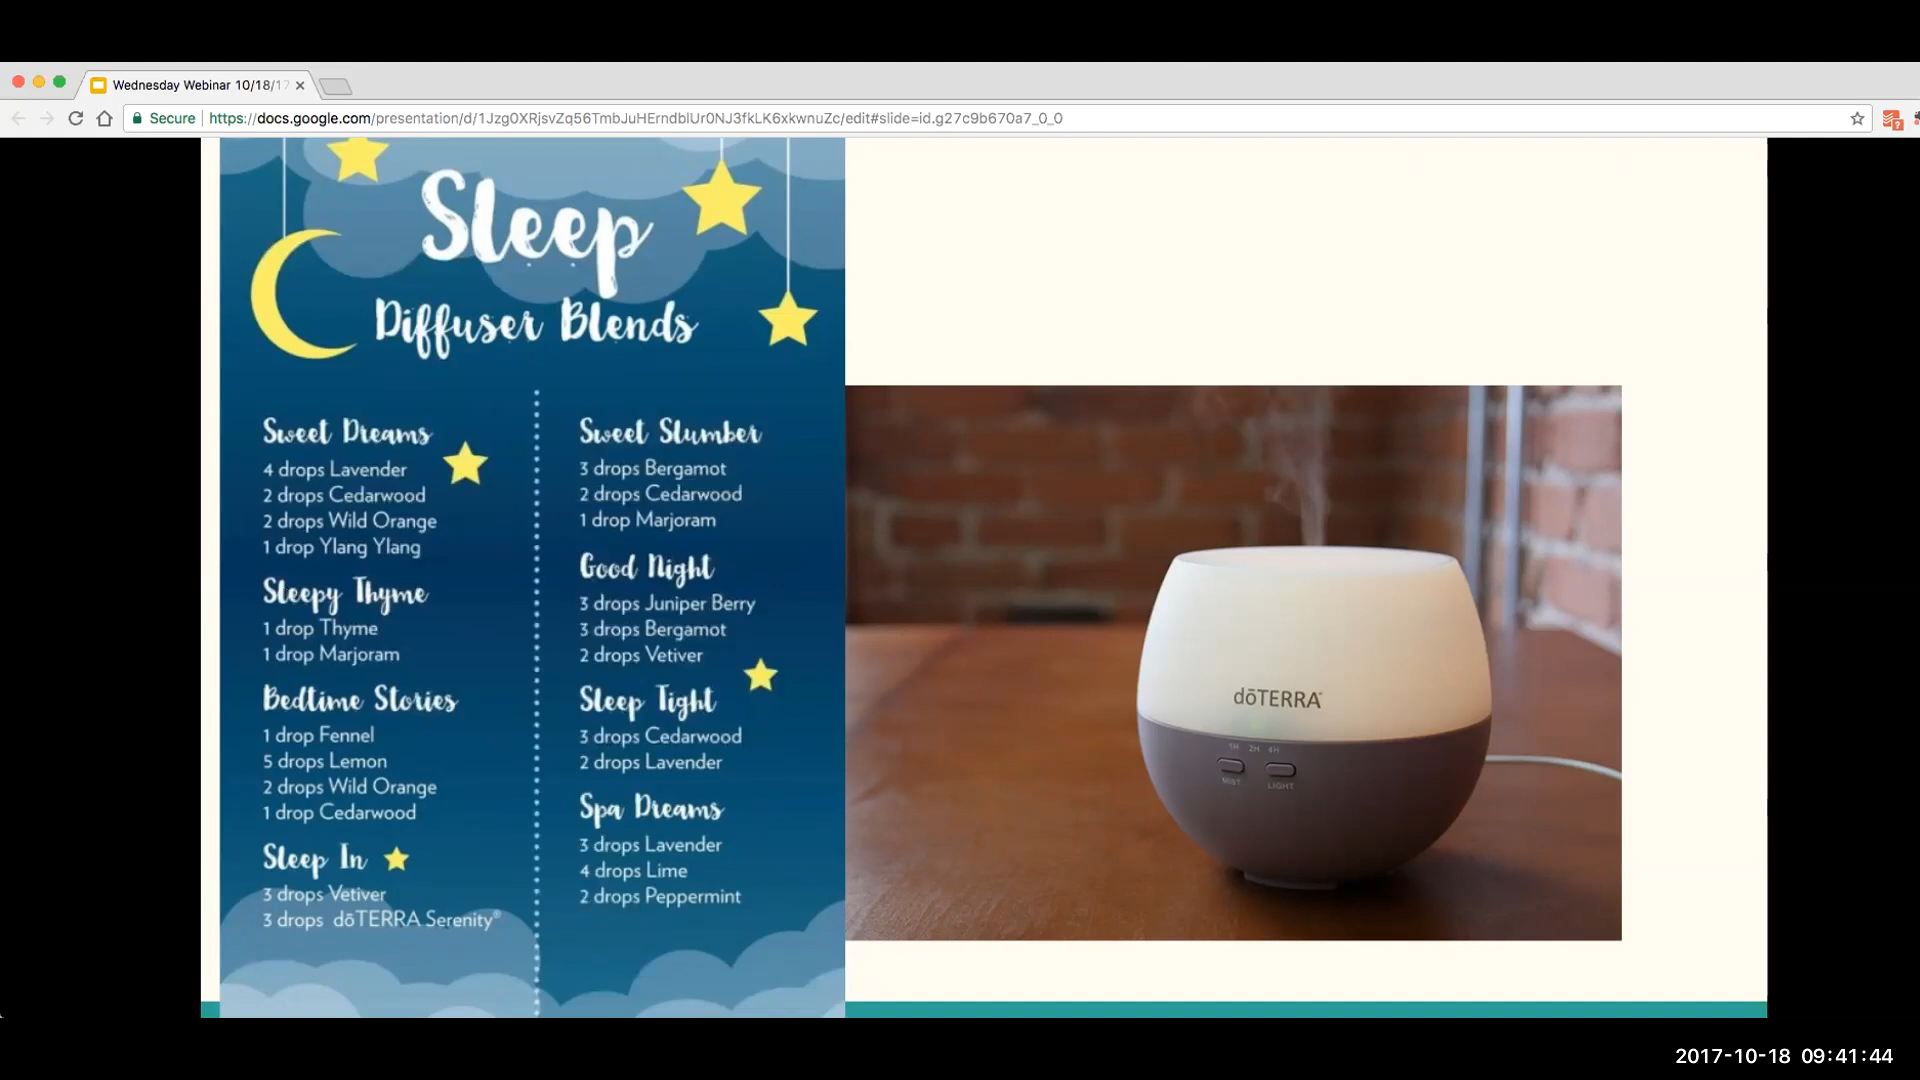 Wednesday Webinar 10/18/17
Secure
https://docs.google.com/presentation/d/1Jzg0XRjsvZq56TmbJuHErndblUr0NJ3fkLK6xkwnuZc/edit#slide=id.g27c9b670a7_0_0
Sleep
Diffuser Blends
Sweet Dreams
4 drops Lavender
2 drops Cedarwood
2 drops Wild Orange
1 drop Ylang Ylang
Sleepy Thyme
1 drop Thyme
1 drop Marjoram
Bedtime Stories
1 drop Fennel
5 drops Lemon
2 drops Wild Orange
1 drop Cedarwood
Sleep In
3 drops Vetiver
3 drops dōTERRA Serenity®
Sweet Slumber
3 drops Bergamot
2 drops Cedarwood
1 drop Marjoram
Good Night
3 drops Juniper Berry
3 drops Bergamot
2 drops Vetiver
Sleep Tight
3 drops Cedarwood
2 drops Lavender
Spa Dreams
3 drops Lavender
4 drops Lime
2 drops Peppermint
dōTERRA®
1H 2H 4H
MIST LIGHT
2017-10-18 09:41:44